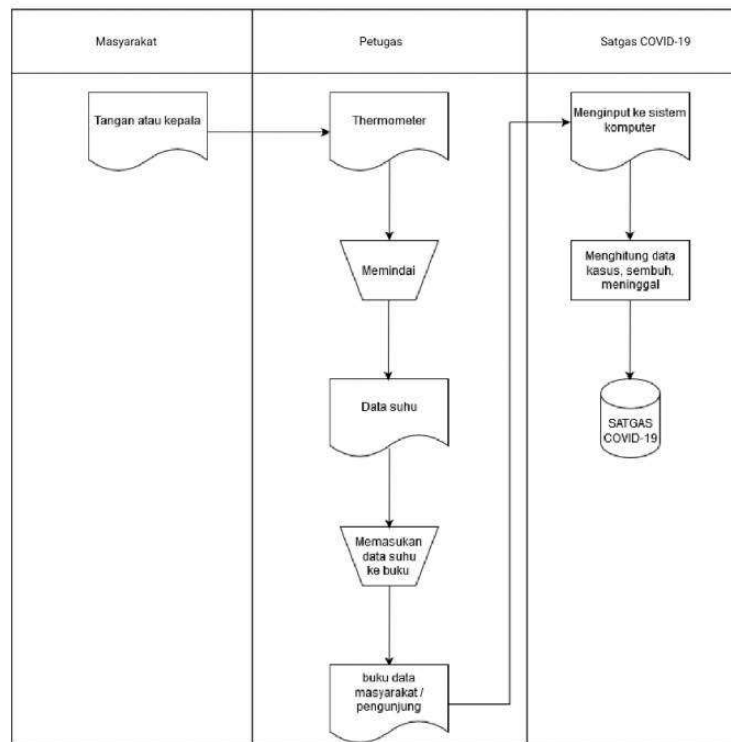 Masyarakat
Petugas
Satgas COVID-19
Tangan atau kepala
Thermometer
Menginput ke sistem
komputer
Memindai
Menghitung data
kasus, sembuh,
meninggal
Data suhu
SATGAS
COVID-19
Memasukan
data suhu
ke buku
buku data
masyarakat /
pengunjung